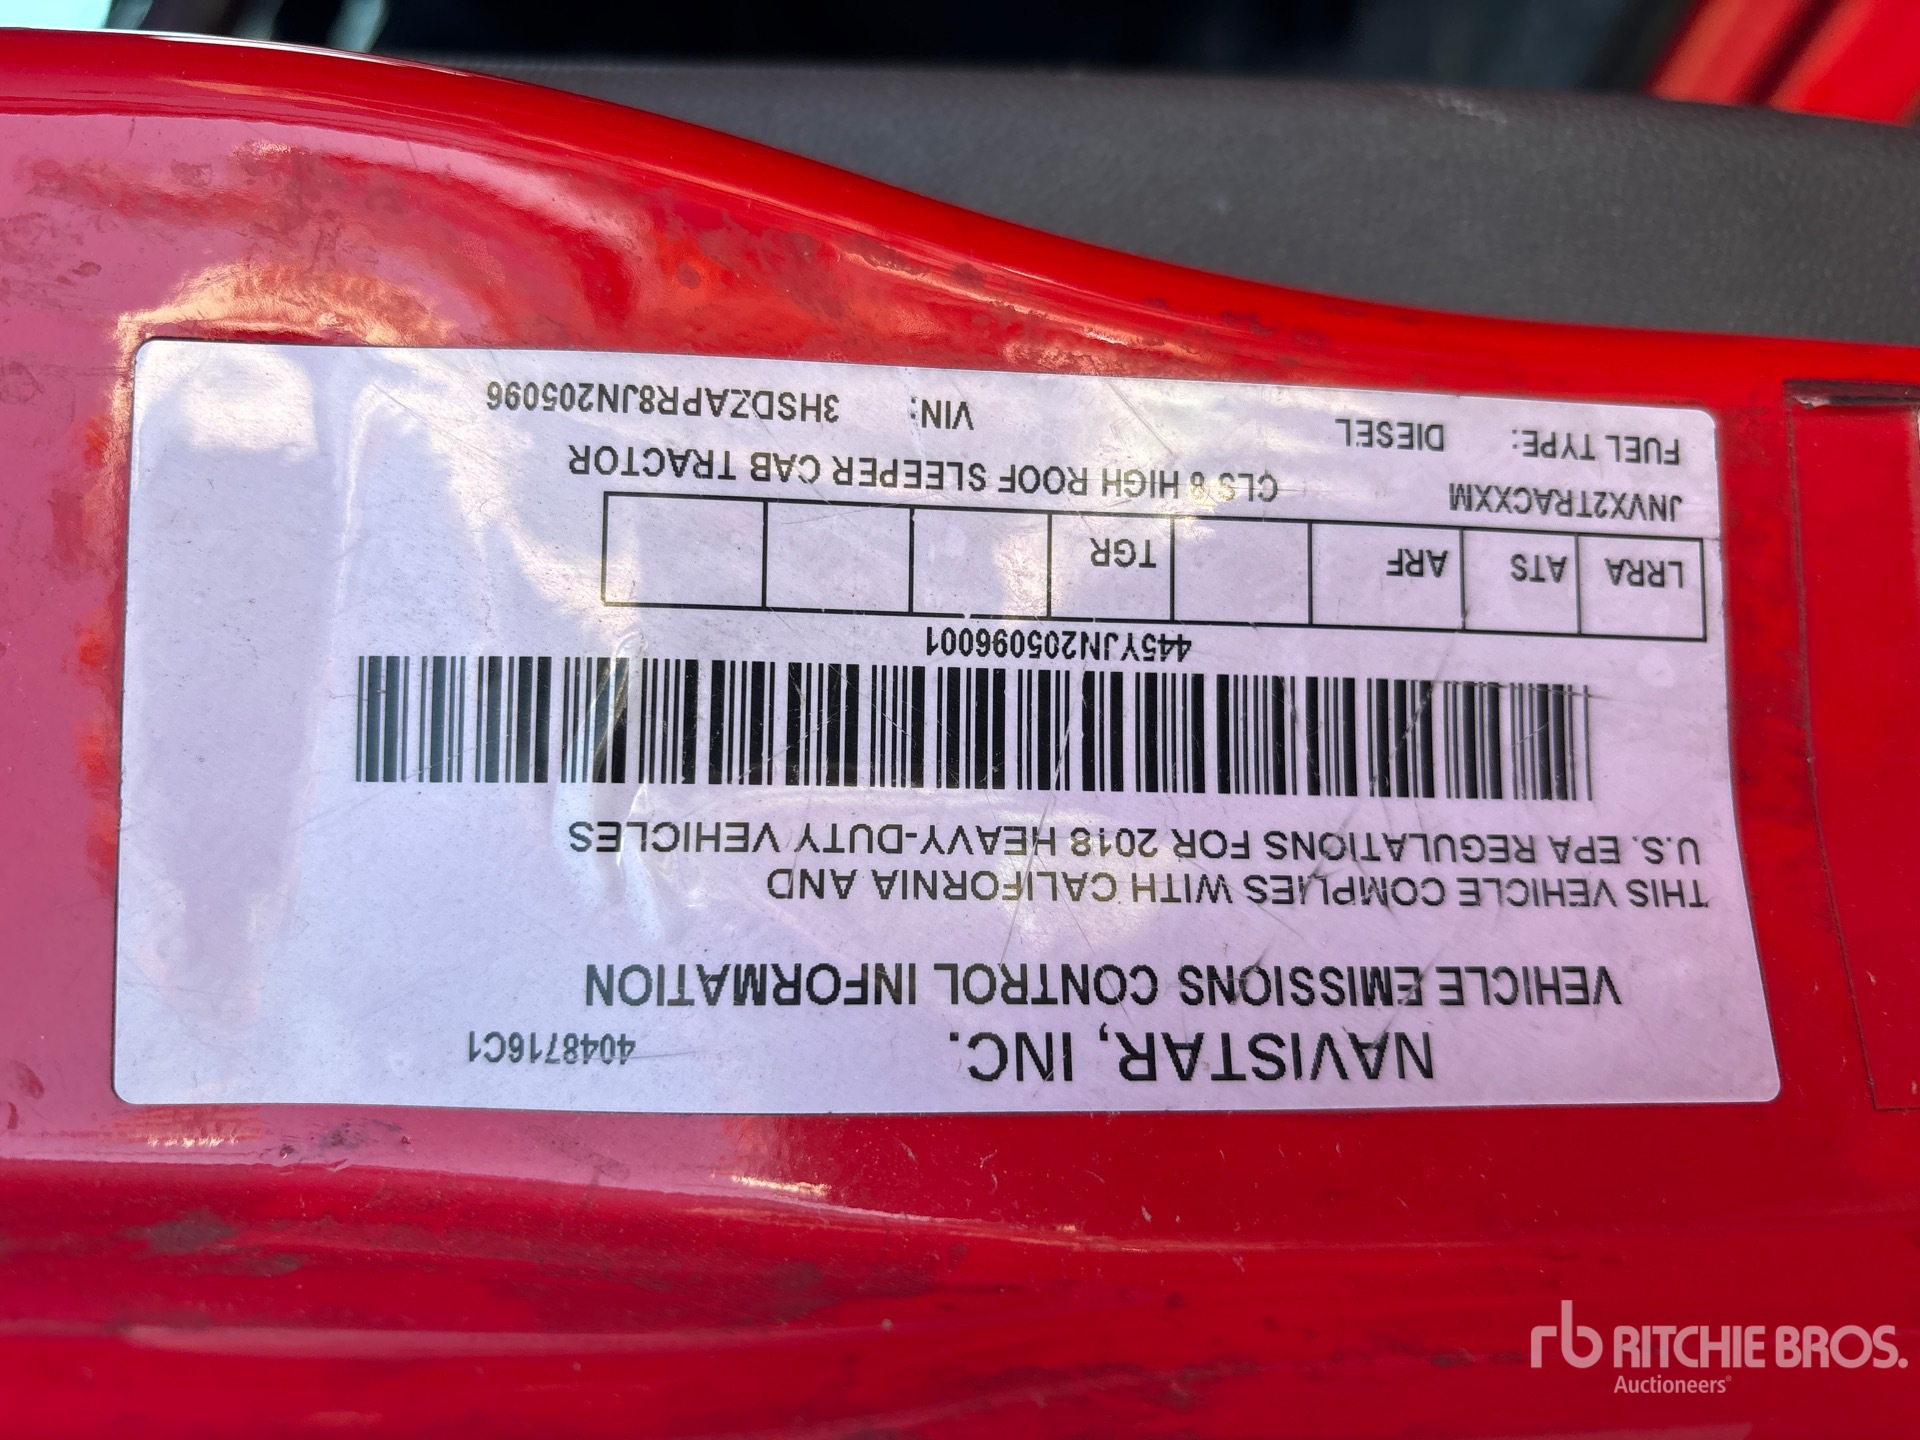 NAVISTAR, INC.
4048716C1
VEHICLE EMISSIONS CONTROL INFORMATION
THIS VEHICLE COMPLIES WITH CALIFORNIA AND
U.S. EPA REGULATIONS FOR 2018 HEAVY-DUTY VEHICLES
445YJN205096001
LRRA ATS ARF TGR
JNVX2TRACXXM CLS 8 HIGH ROOF SLEEPER CAB TRACTOR
FUEL TYPE: DIESEL VIN: 3HSDZAPR8JN205096
rb RITCHIE BROS.
Auctioneers